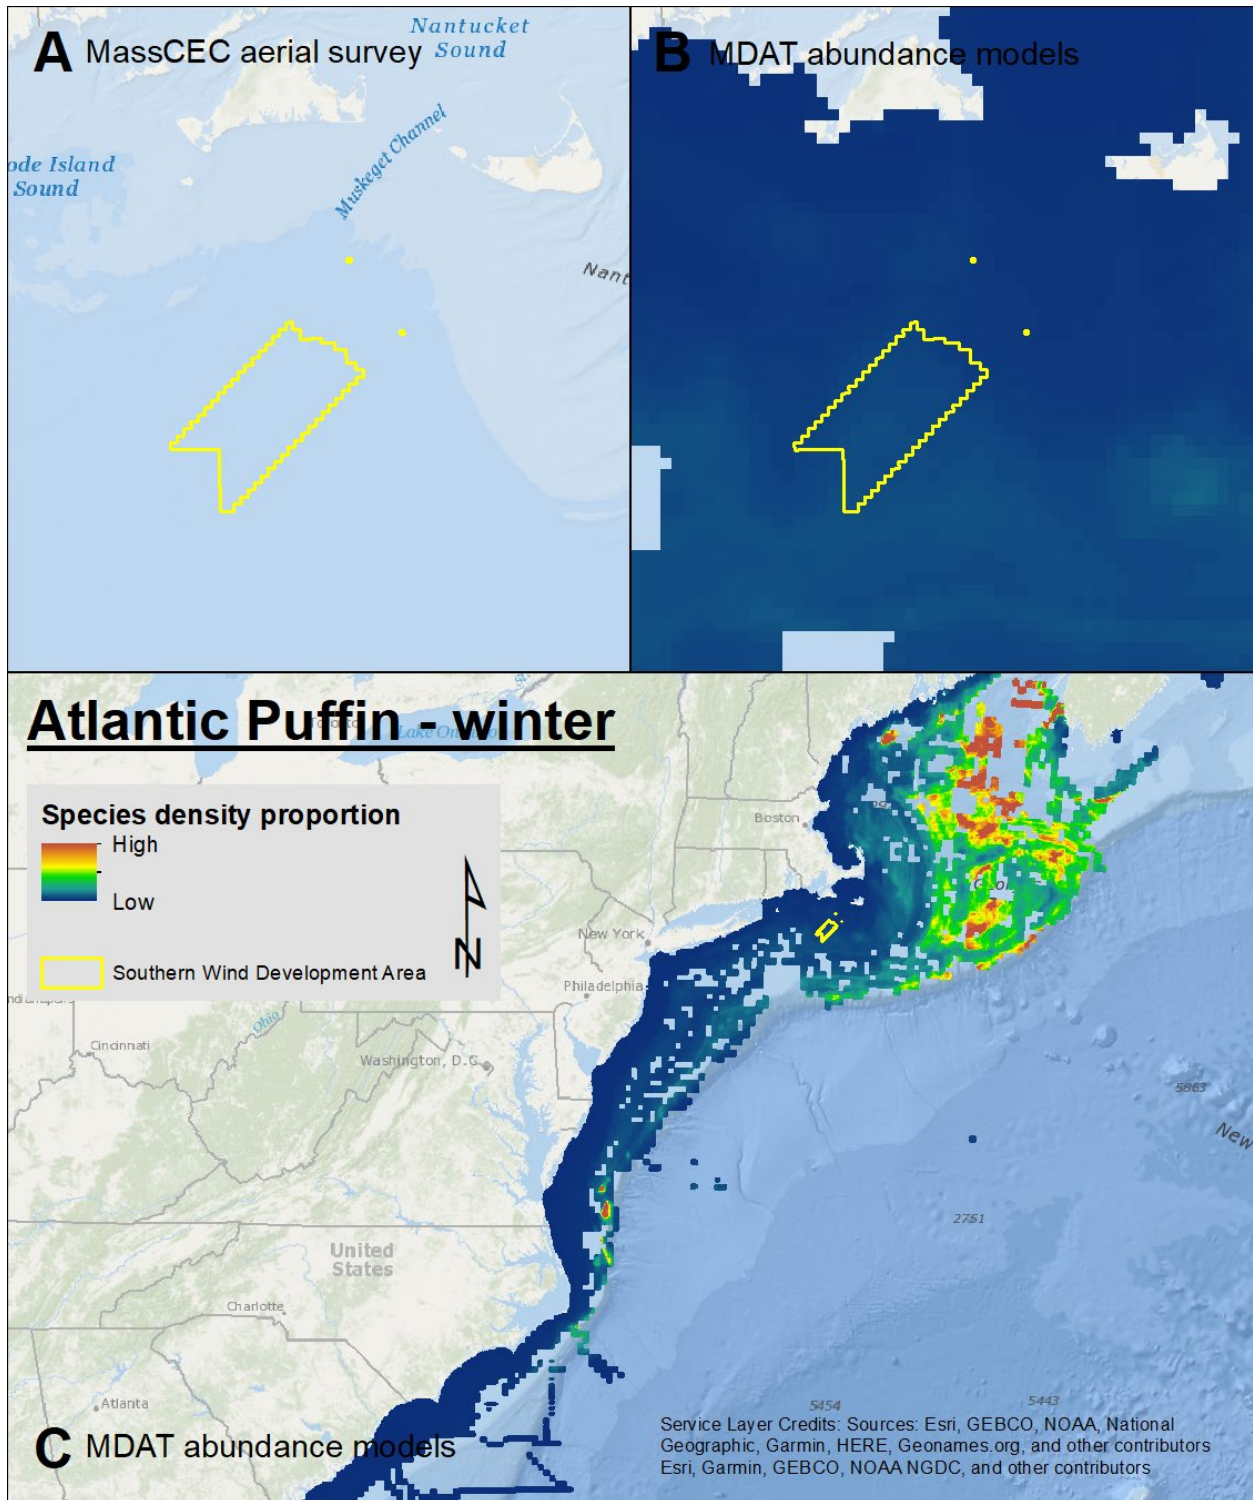 A MassCEC aerial survey
Nantucket
Sound
Muskeget Channel
ode Island
Sound
Nant
B MDAT abundance models
Atlantic Puffin - winter
Species density proportion
High
Low
N
Southern Wind Development Area
Boston
New York
Philadelphia
Ohio
Cincinnati
Washington, D.C.
United
States
Charlotte
Atlanta
5863
New
2751
5454
5443
C MDAT abundance models
Service Layer Credits: Sources: Esri, GEBCO, NOAA, National
Geographic, Garmin, HERE, Geonames.org, and other contributors
Esri, Garmin, GEBCO, NOAA NGDC, and other contributors